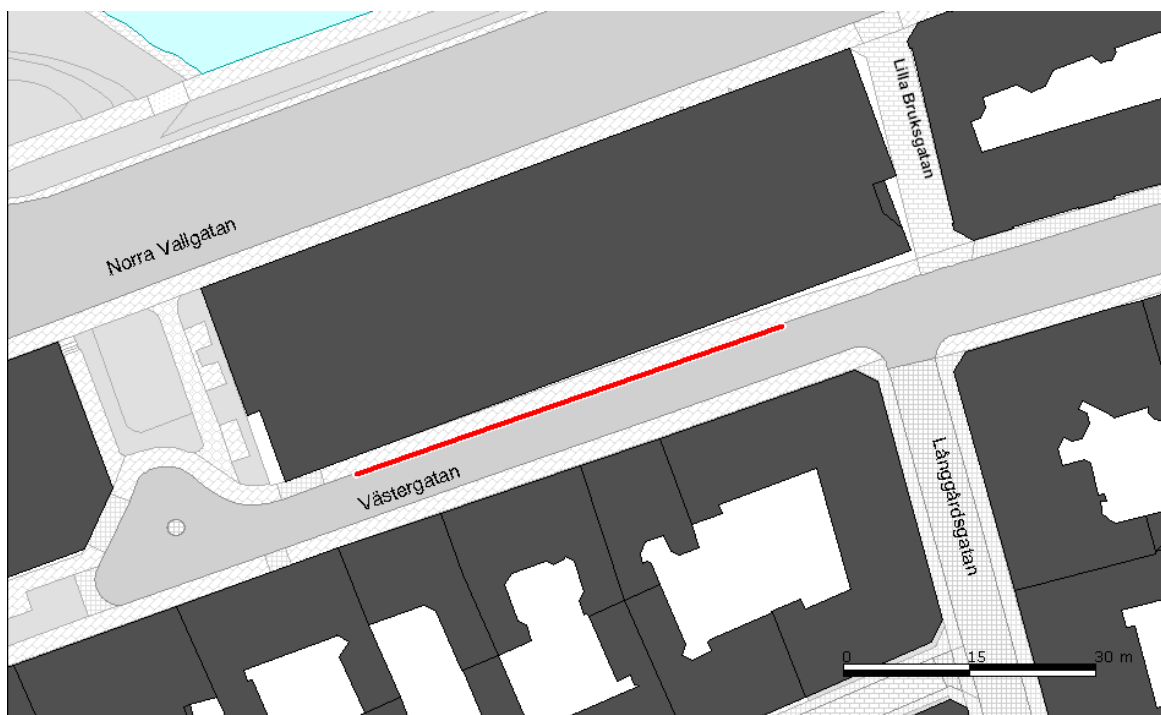 Lilla Bruksgatan
Norra Vallgatan
Västergatan
Långgårdsgatan
0 15 30 m